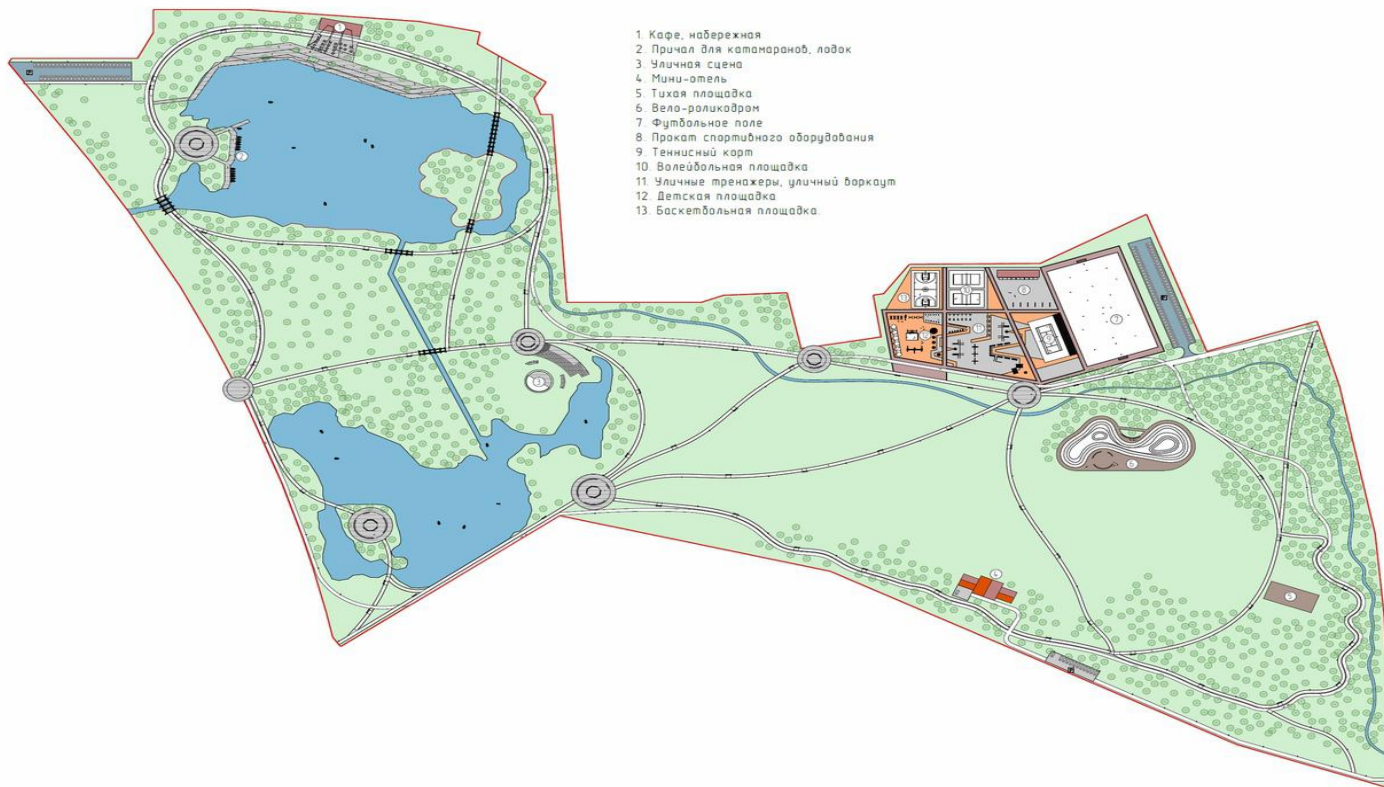 1. Кафе, набережная
2. Причал для катамаранов, лодок
3. Уличная сцена
4. Мини-отель
5. Тихая площадка
6. Вело-роликодром
7. Футбольное поле
8. Прокат спортивного оборудования
9. Теннисный корт
10. Волейбольная площадка
11. Уличные тренажеры, уличный воркаут
12. Детская площадка
13. Баскетбольная площадка.